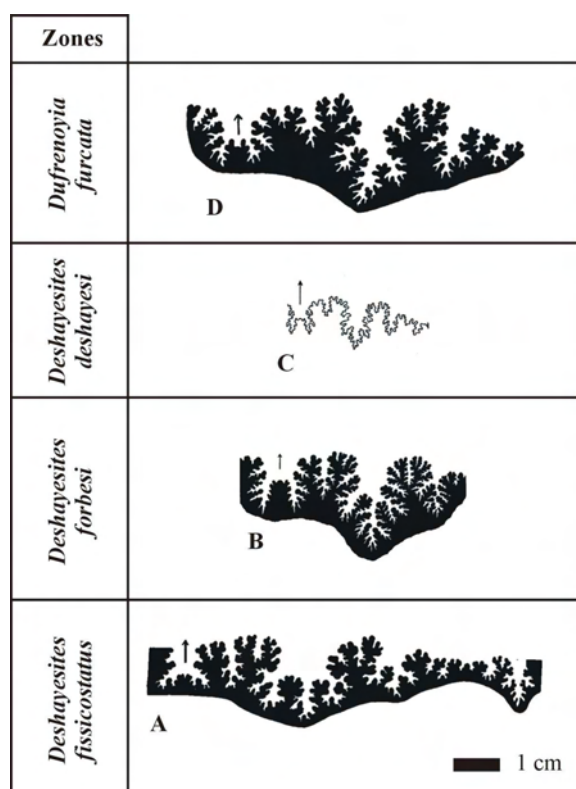 Zones
Dufrenoyia
furcata
D
Deshayesites
deshayesi
C
Deshayesites
forbesi
B
Deshayesites
fissicostatus
A
1 cm